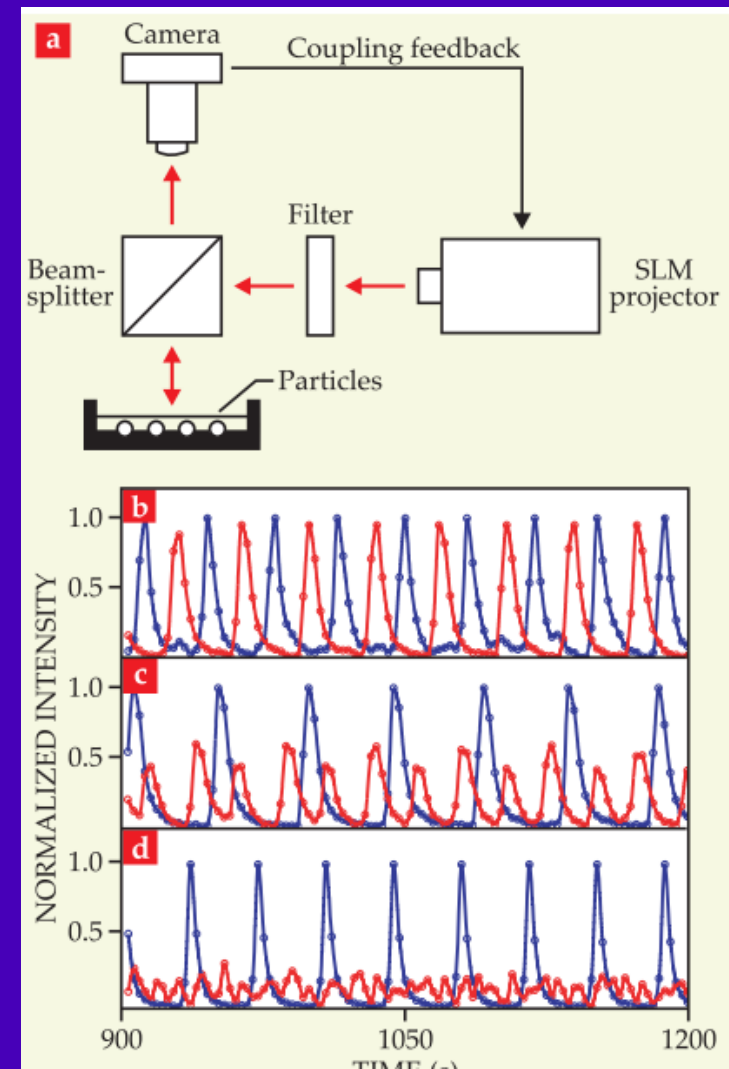 a
Camera
Coupling feedback
Filter
Beam-
splitter
SLM
projector
Particles
NORMALIZED INTENSITY
b
1.0
0.5
c
1.0
0.5
d
1.0
0.5
900
1050
1200
TIME (s)